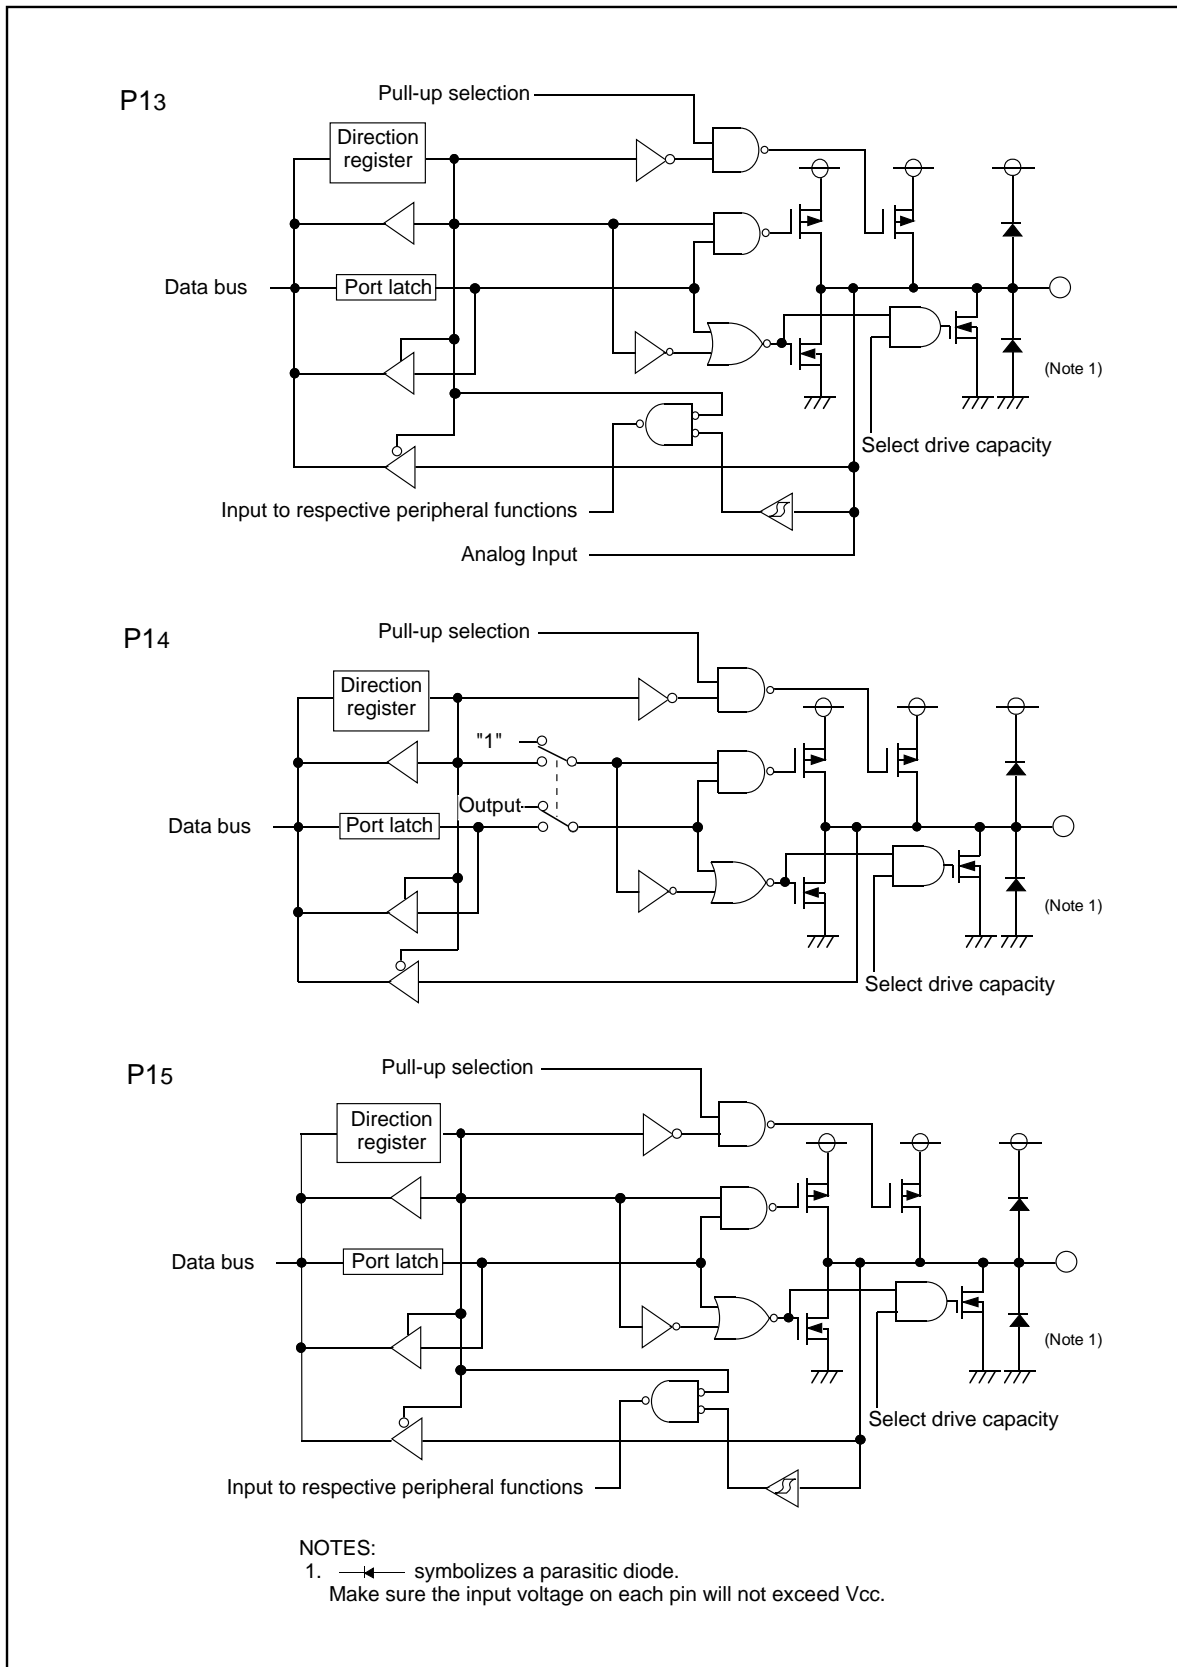 P13
Pull-up selection
Direction
register
Data bus
Port latch
(Note 1)
Select drive capacity
Input to respective peripheral functions
Analog Input
P14
Pull-up selection
Direction
register
"1"
Output
Data bus
Port latch
(Note 1)
Select drive capacity
P15
Pull-up selection
Direction
register
Data bus
Port latch
(Note 1)
Select drive capacity
Input to respective peripheral functions
NOTES:
1. symbolizes a parasitic diode.
Make sure the input voltage on each pin will not exceed Vcc.